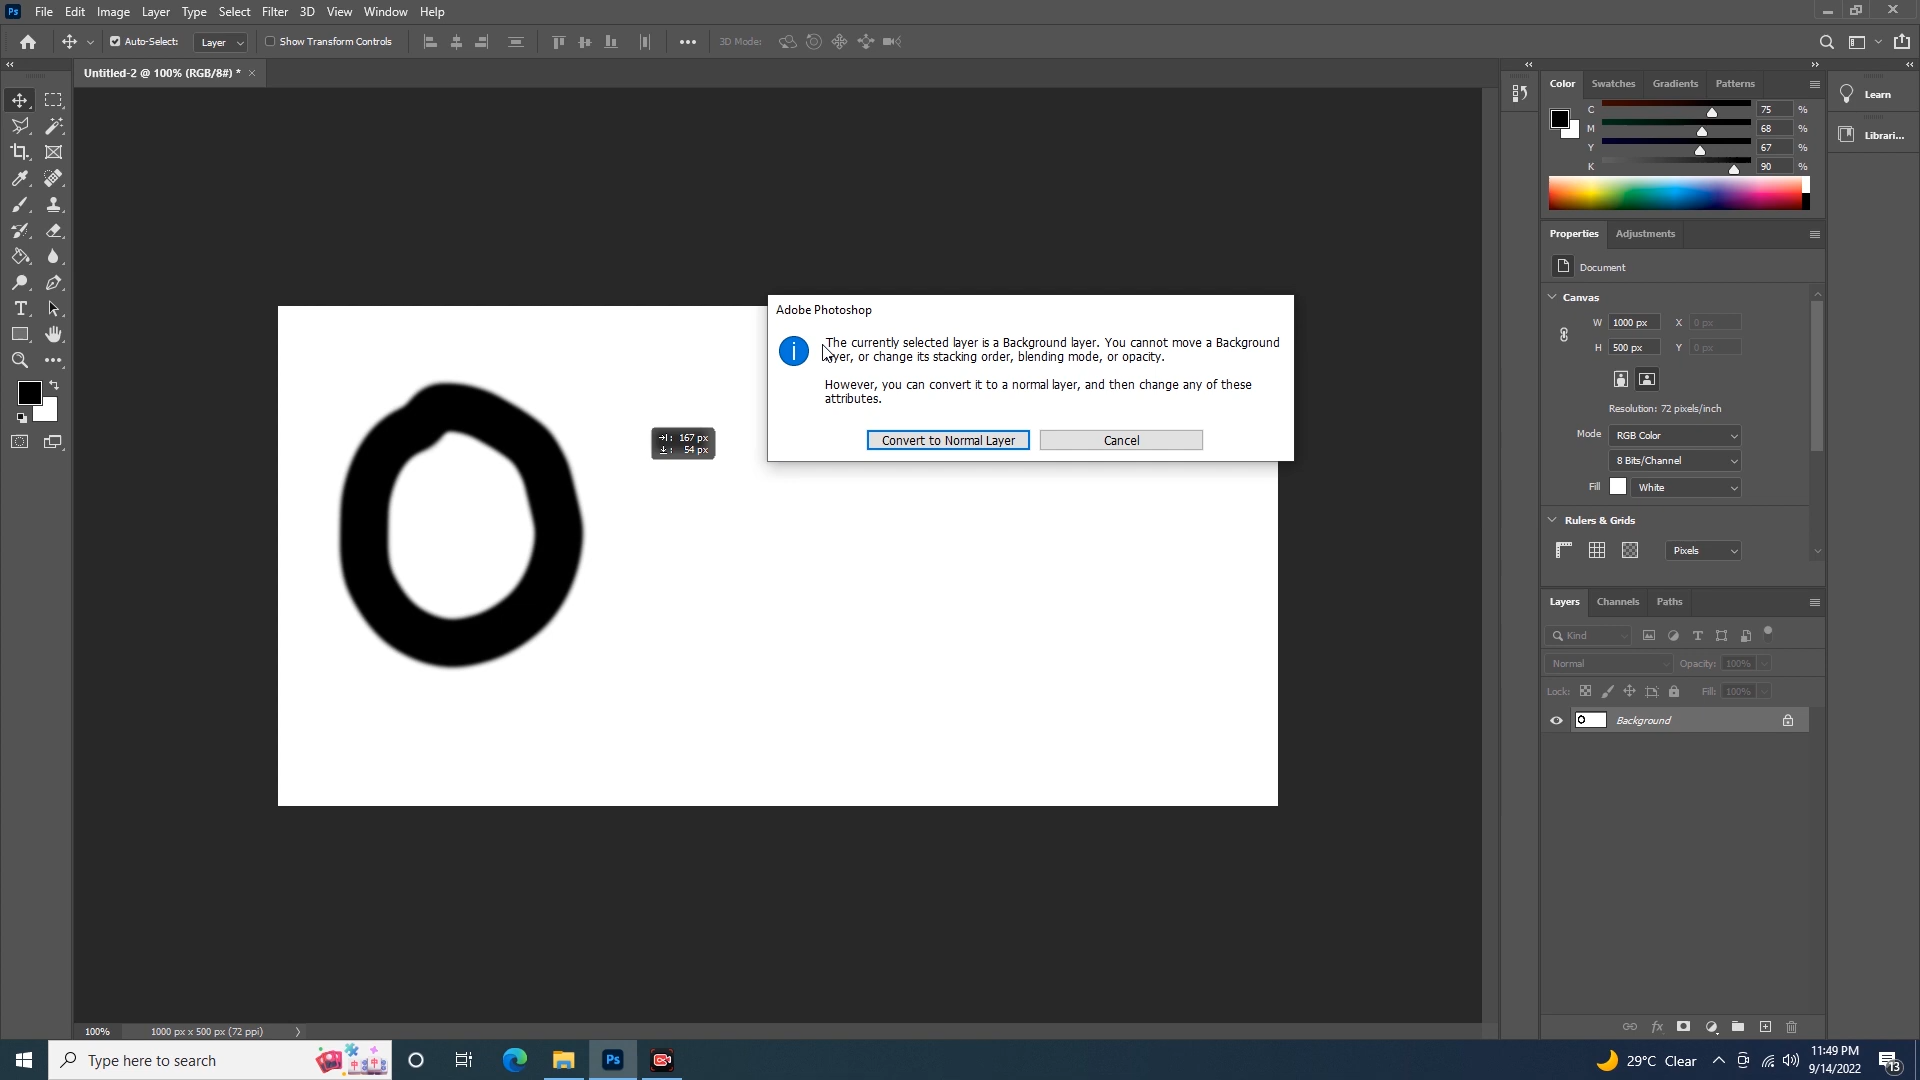 Ps File Edit Image Layer Type Select Filter 3D View Window Help
Auto-Select: Layer Show Transform Controls 3D Mode:
Untitled-2 @ 100% (RGB/8#) * ×
Color Swatches Gradients Patterns
Learn
Librari...
C 75 %
M 68 %
Y 67 %
K 90 %
Properties Adjustments
Document
Canvas
W 1000 px X 0 px
H 500 px Y 0 px
Resolution: 72 pixels/inch
Mode RGB Color
8 Bits/Channel
Fill White
Rulers & Grids
Pixels
Adobe Photoshop
The currently selected layer is a Background layer. You cannot move a Background
layer, or change its stacking order, blending mode, or opacity.
However, you can convert it to a normal layer, and then change any of these
attributes.
Convert to Normal Layer Cancel
167 px
54 px
Layers Channels Paths
Kind
Normal Opacity: 100%
Lock: Fill: 100%
Background
fx
100% 1000 px x 500 px (72 ppi)
Type here to search
Ps
29°C Clear
11:49 PM
9/14/2022
13